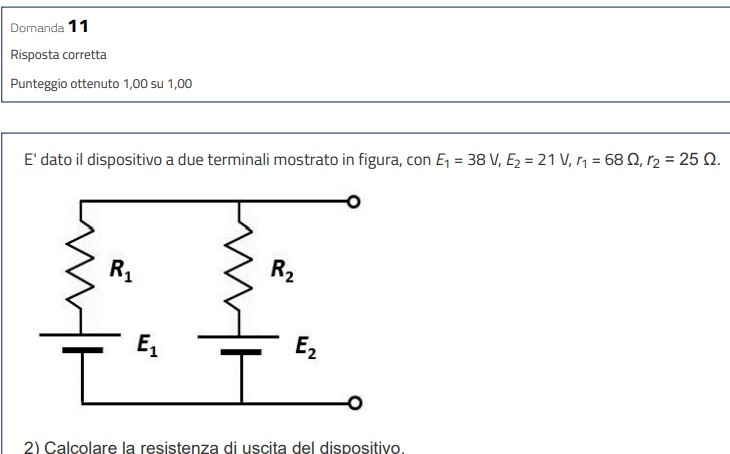 Domanda 11
Risposta corretta
Punteggio ottenuto 1,00 su 1,00
E' dato il dispositivo a due terminali mostrato in figura, con E₁ = 38 V, E₂ = 21 V, r₁ = 68 Ω, r₂ = 25 Ω.
R₁
R₂
E₁
E₂
2) Calcolare la resistenza di uscita del dispositivo.